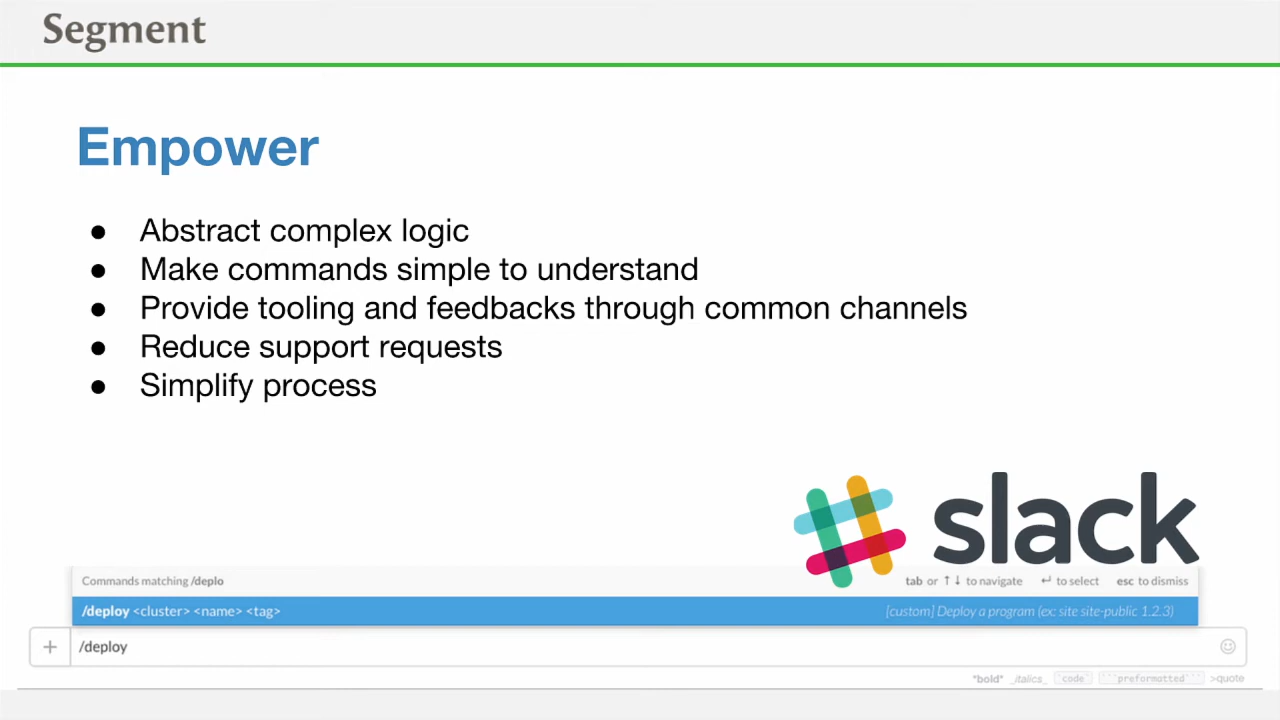 Segment
Empower
● Abstract complex logic
● Make commands simple to understand
● Provide tooling and feedbacks through common channels
● Reduce support requests
● Simplify process
slack
Commands matching /deplo tab or ↑ ↓ to navigate ↵ to select esc to dismiss
/deploy <cluster> <name> <tag> [custom] Deploy a program (ex: site site-public 1.2.3)
+ /deploy
*bold* _italics_ `code` ```preformatted``` >quote